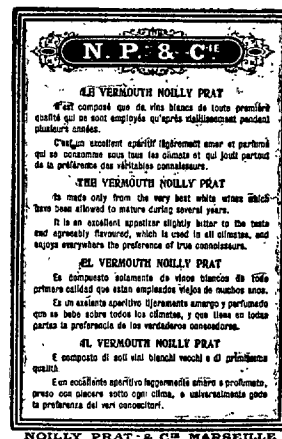 N. P. & CIE
LE VERMOUTH NOILLY PRAT
N'est composé que de vins blancs de toute première
qualité qui ne sont employés qu'après vieillissement pendant
plusieurs années.
C'est un excellent apéritif légèrement amer et parfumé
qui se consomme sous tous les climats et qui jouit partout
de la préférence des véritables connaisseurs.
THE VERMOUTH NOILLY PRAT
Is made only from the very best white wines which
have been allowed to mature during several years.
It is an excellent appetizer slightly bitter to the taste
and agreeably flavoured, which is used in all climates, and
enjoys everywhere the preference of true connoisseurs.
EL VERMOUTH NOILLY PRAT
Es compuesto solamente de vinos blancos de toda
primera calidad que estan empleados viejos de muchos anos.
Es un exelente aperitivo lijeramente amargo y perfumado
que se bebe sobre todos los climates, y que tiene en todas
partes la preferencia de los verdaderos conocedores.
IL VERMOUTH NOILLY PRAT
E composto di soli vini bianchi vecchi e di primissima
qualità.
E un eccellente aperitivo leggermente amaro e profumato,
preso con piacere sotto ogni clima, e universalmente gode
la preferenza dei veri conoscitori.
NOILLY PRAT & CIE MARSEILLE